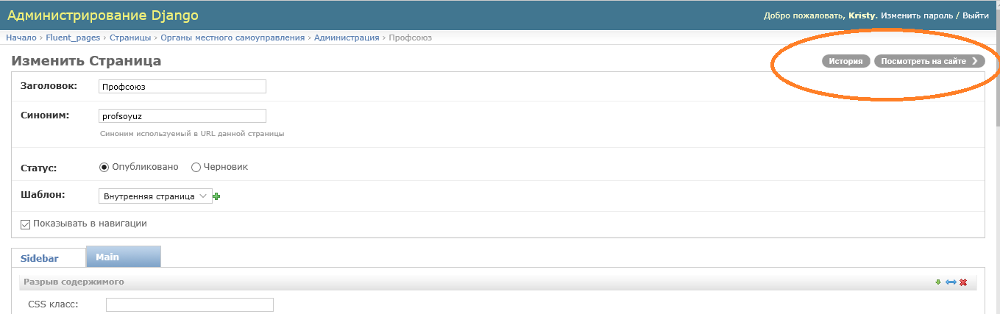 Администрирование Django
Добро пожаловать, Kristy. Изменить пароль / Выйти
Начало › Fluent_pages › Страницы › Органы местного самоуправления › Администрация › Профсоюз
Изменить Страница
История
Посмотреть на сайте
Заголовок: Профсоюз
Синоним: profsoyuz
Синоним используемый в URL данной страницы
Статус: Опубликовано Черновик
Шаблон: Внутренняя страница
Показывать в навигации
Sidebar Main
Разрыв содержимого
CSS класс: